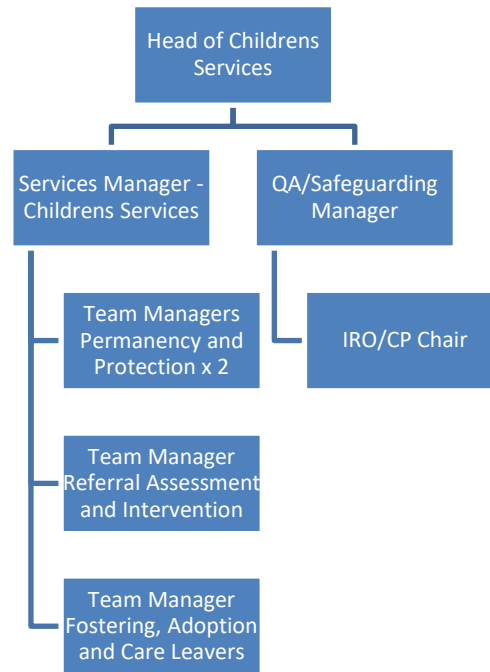 Head of Childrens
Services
Services Manager -
Childrens Services
QA/Safeguarding
Manager
Team Managers
Permanency and
Protection x 2
IRO/CP Chair
Team Manager
Referral Assessment
and Intervention
Team Manager
Fostering, Adoption
and Care Leavers